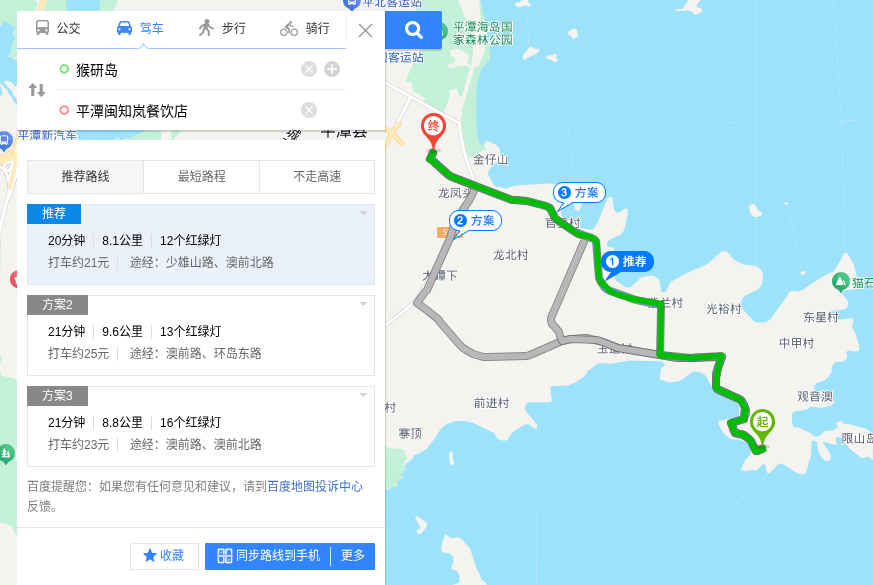 公交 驾车 步行 骑行
猴研岛
平潭闽知岚餐饮店
平潭新汽车
平潭县
推荐路线 最短路程 不走高速
推荐
20分钟 8.1公里 12个红绿灯
打车约21元 途经：少雄山路、澳前北路
方案2
21分钟 9.6公里 13个红绿灯
打车约25元 途经：澳前路、环岛东路
方案3
21分钟 8.8公里 16个红绿灯
打车约23元 途经：澳前路、澳前北路
百度提醒您：如果您有任何意见和建议，请到百度地图投诉中心
反馈。
收藏 同步路线到手机 更多
平北客运站
平潭海岛国
家森林公园
客运站
终
金仔山
龙凤头
3 方案
2 方案
龙北村
1 推荐
光裕村
猫石
东星村
中甲村
观音澳
前进村
村
寨顶
起
限山岛